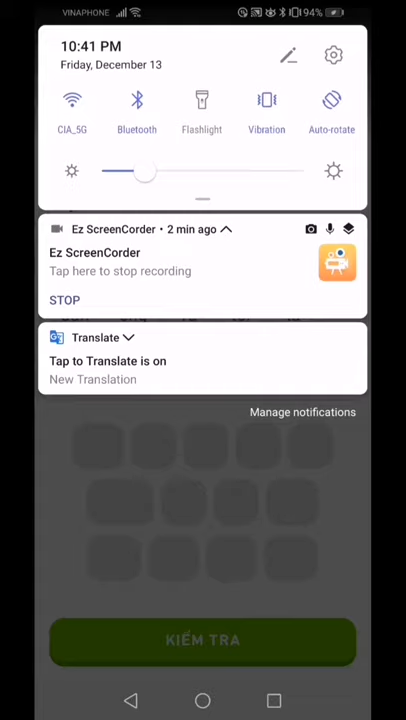 VINAPHONE 94%
10:41 PM
Friday, December 13
CIA_5G Bluetooth Flashlight Vibration Auto-rotate
Ez ScreenCorder • 2 min ago
Ez ScreenCorder
Tap here to stop recording
STOP
Translate
Tap to Translate is on
New Translation
Manage notifications
KIỂM TRA